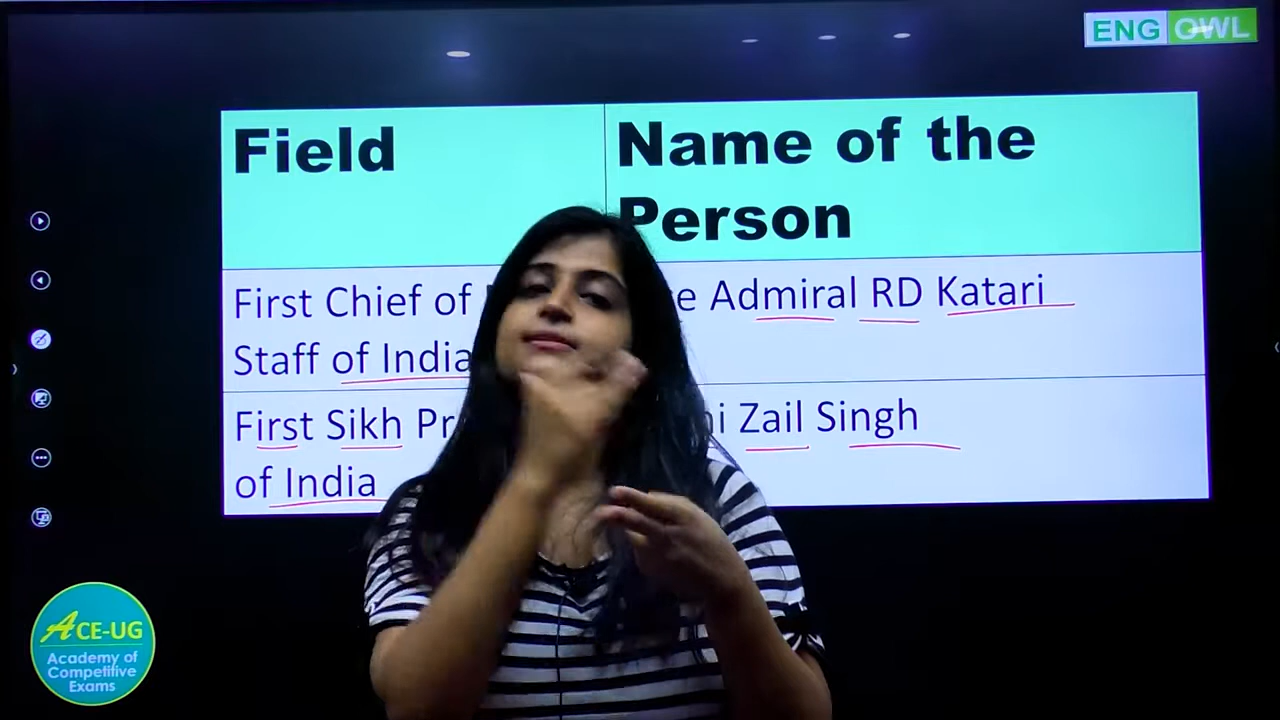 ENG OWL
Field
Name of the
Person
First Chief of
Admiral RD Katari
Staff of India
First Sikh
Zail Singh
of India
ACE-UG
Academy of
Competitive
Exams